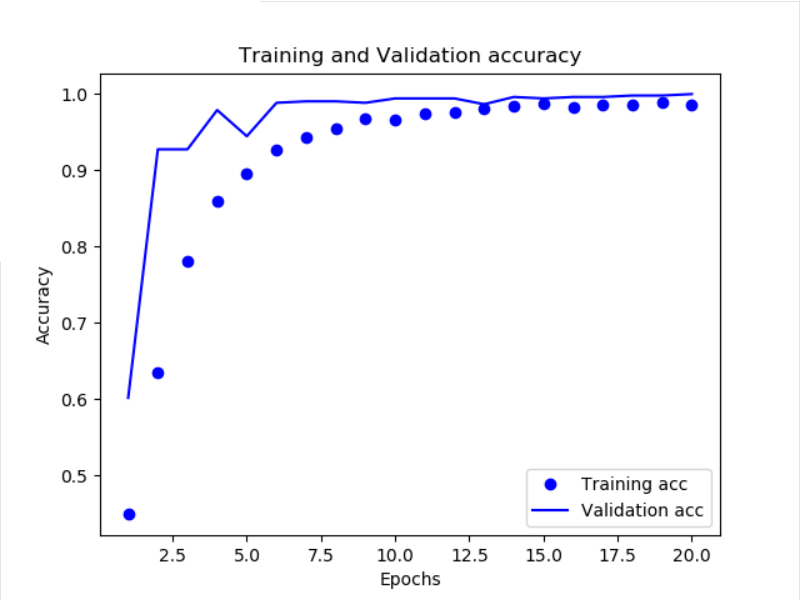 Training and Validation accuracy
1.0
0.9
0.8
0.7
0.6
0.5
Accuracy
Training acc
Validation acc
2.5 5.0 7.5 10.0 12.5 15.0 17.5 20.0
Epochs